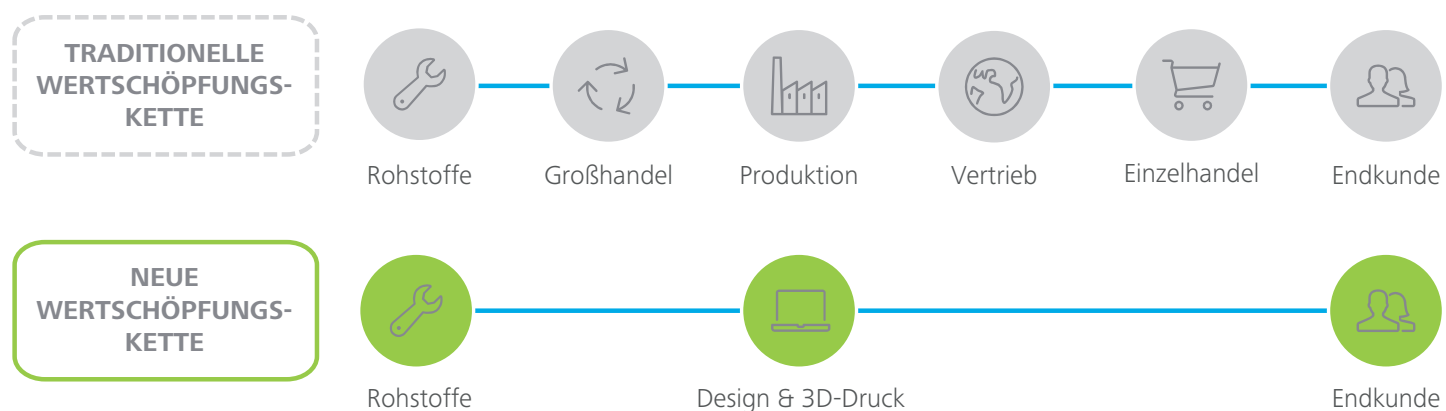 TRADITIONELLE
WERTSCHÖPFUNGS-
KETTE
Rohstoffe
Großhandel
Produktion
Vertrieb
Einzelhandel
Endkunde
NEUE
WERTSCHÖPFUNGS-
KETTE
Rohstoffe
Design & 3D-Druck
Endkunde